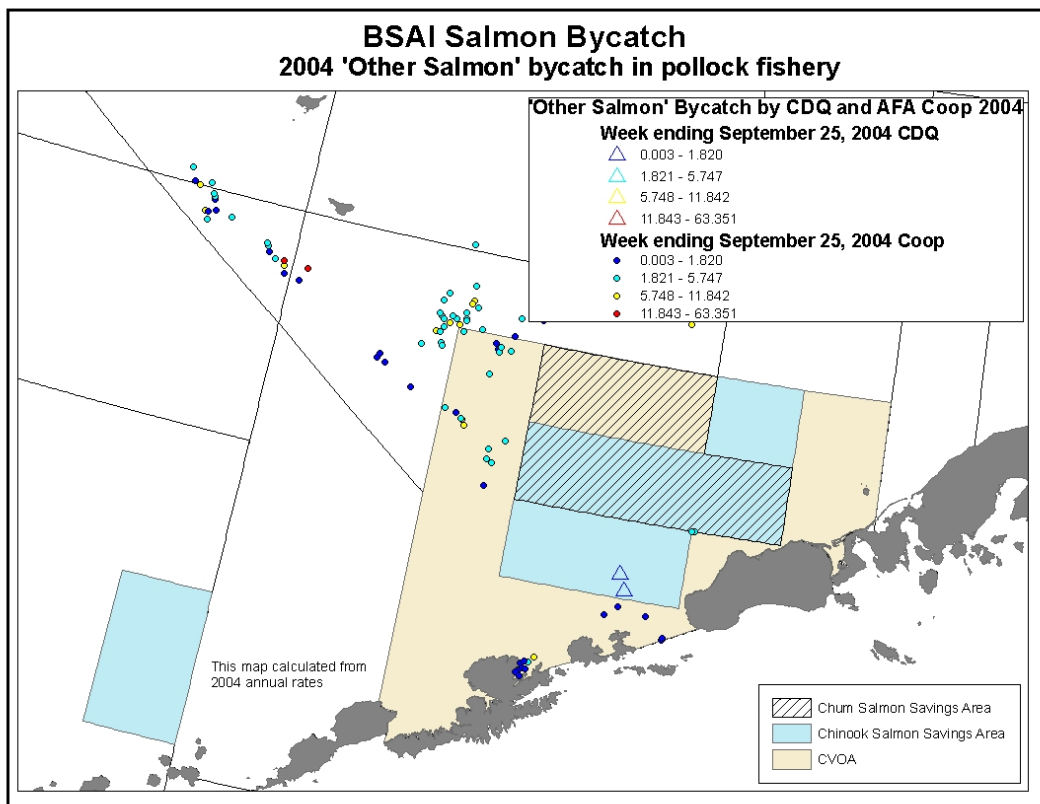 BSAI Salmon Bycatch
2004 'Other Salmon' bycatch in pollock fishery
'Other Salmon' Bycatch by CDQ and AFA Coop 2004
Week ending September 25, 2004 CDQ
0.003 - 1.820
1.821 - 5.747
5.748 - 11.842
11.843 - 63.351
Week ending September 25, 2004 Coop
0.003 - 1.820
1.821 - 5.747
5.748 - 11.842
11.843 - 63.351
This map calculated from
2004 annual rates
Chum Salmon Savings Area
Chinook Salmon Savings Area
CVOA